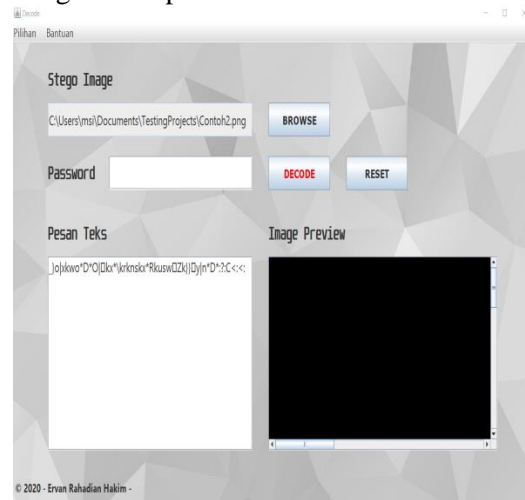 Decode
Pilihan Bantuan
Stego Image
C:\Users\msi\Documents\TestingProjects\Contoh2.png BROWSE
Password DECODE RESET
Pesan Teks Image Preview
© 2020 - Ervan Rahadian Hakim -